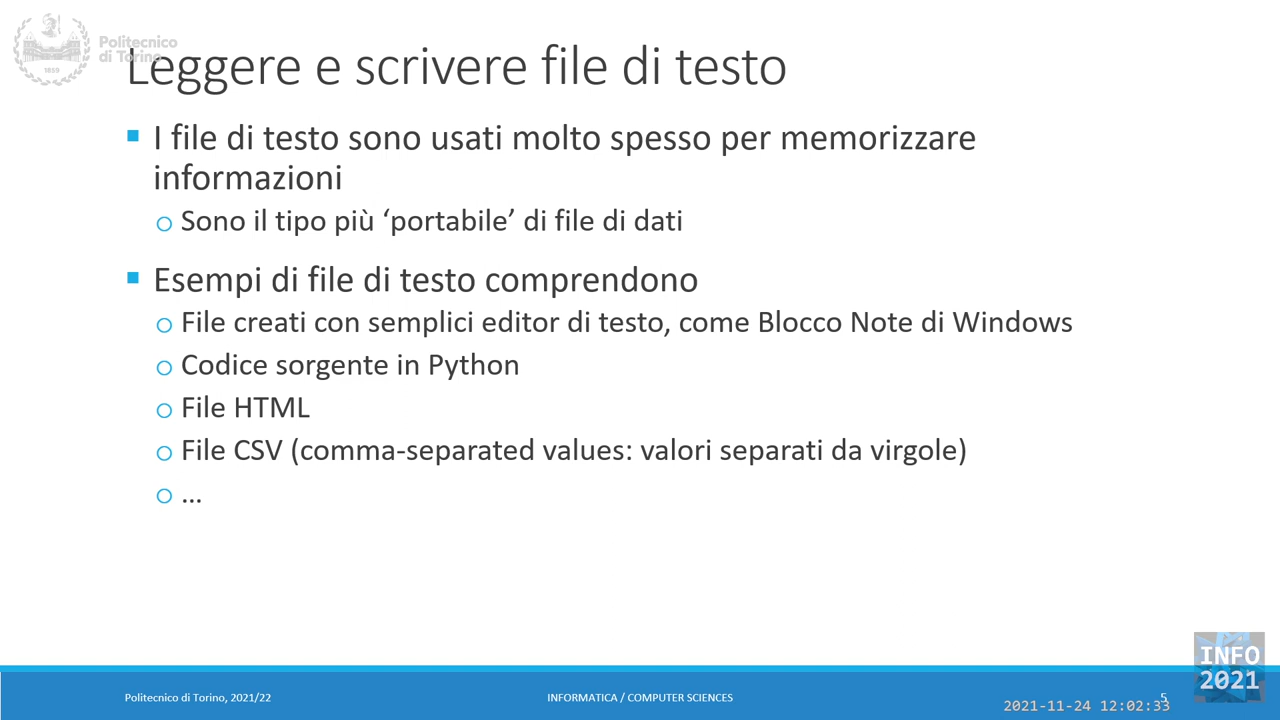 Politecnico
di Torino
1859
Leggere e scrivere file di testo
▪ I file di testo sono usati molto spesso per memorizzare
informazioni
o Sono il tipo più ‘portabile’ di file di dati
▪ Esempi di file di testo comprendono
o File creati con semplici editor di testo, come Blocco Note di Windows
o Codice sorgente in Python
o File HTML
o File CSV (comma-separated values: valori separati da virgole)
o …
INFO
2021
Politecnico di Torino, 2021/22
INFORMATICA / COMPUTER SCIENCES
5
2021-11-24 12:02:33